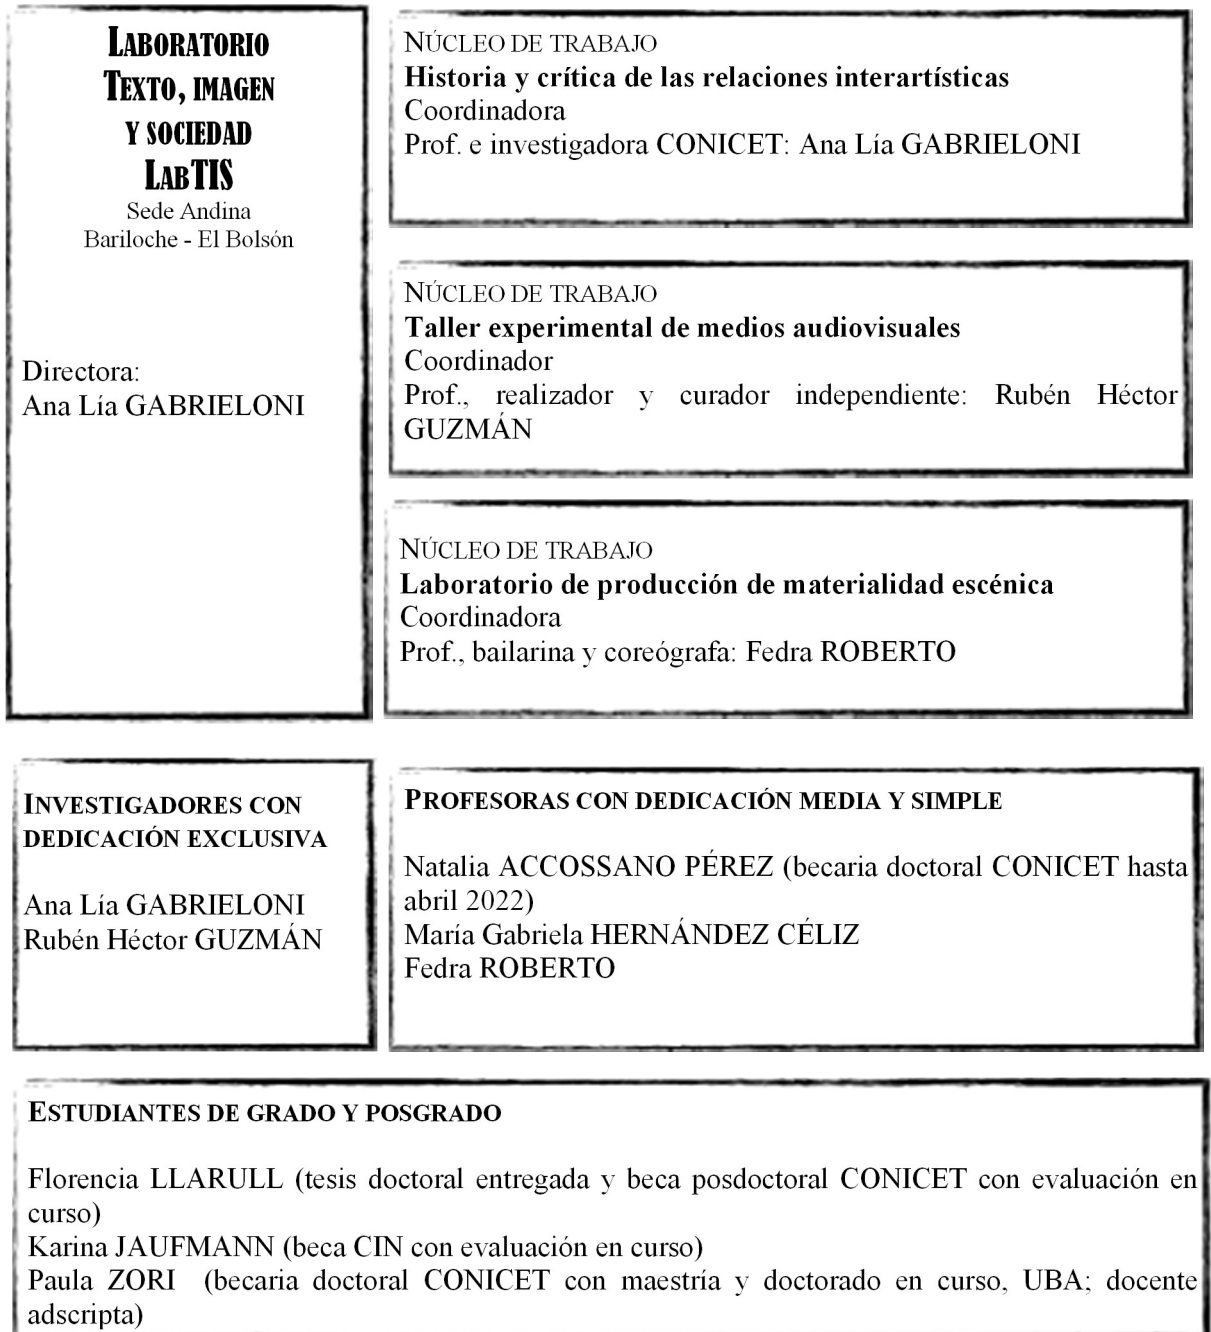 LABORATORIO
TEXTO, IMAGEN
Y SOCIEDAD
LABTIS
Sede Andina
Bariloche - El Bolsón
Directora:
Ana Lía GABRIELONI
NÚCLEO DE TRABAJO
Historia y crítica de las relaciones interartísticas
Coordinadora
Prof. e investigadora CONICET: Ana Lía GABRIELONI
NÚCLEO DE TRABAJO
Taller experimental de medios audiovisuales
Coordinador
Prof., realizador y curador independiente: Rubén Héctor
GUZMÁN
NÚCLEO DE TRABAJO
Laboratorio de producción de materialidad escénica
Coordinadora
Prof., bailarina y coreógrafa: Fedra ROBERTO
INVESTIGADORES CON
DEDICACIÓN EXCLUSIVA
Ana Lía GABRIELONI
Rubén Héctor GUZMÁN
PROFESORAS CON DEDICACIÓN MEDIA Y SIMPLE
Natalia ACCOSSANO PÉREZ (becaria doctoral CONICET hasta
abril 2022)
María Gabriela HERNÁNDEZ CÉLIZ
Fedra ROBERTO
ESTUDIANTES DE GRADO Y POSGRADO
Florencia LLARULL (tesis doctoral entregada y beca posdoctoral CONICET con evaluación en
curso)
Karina JAUFMANN (beca CIN con evaluación en curso)
Paula ZORI (becaria doctoral CONICET con maestría y doctorado en curso, UBA; docente
adscripta)